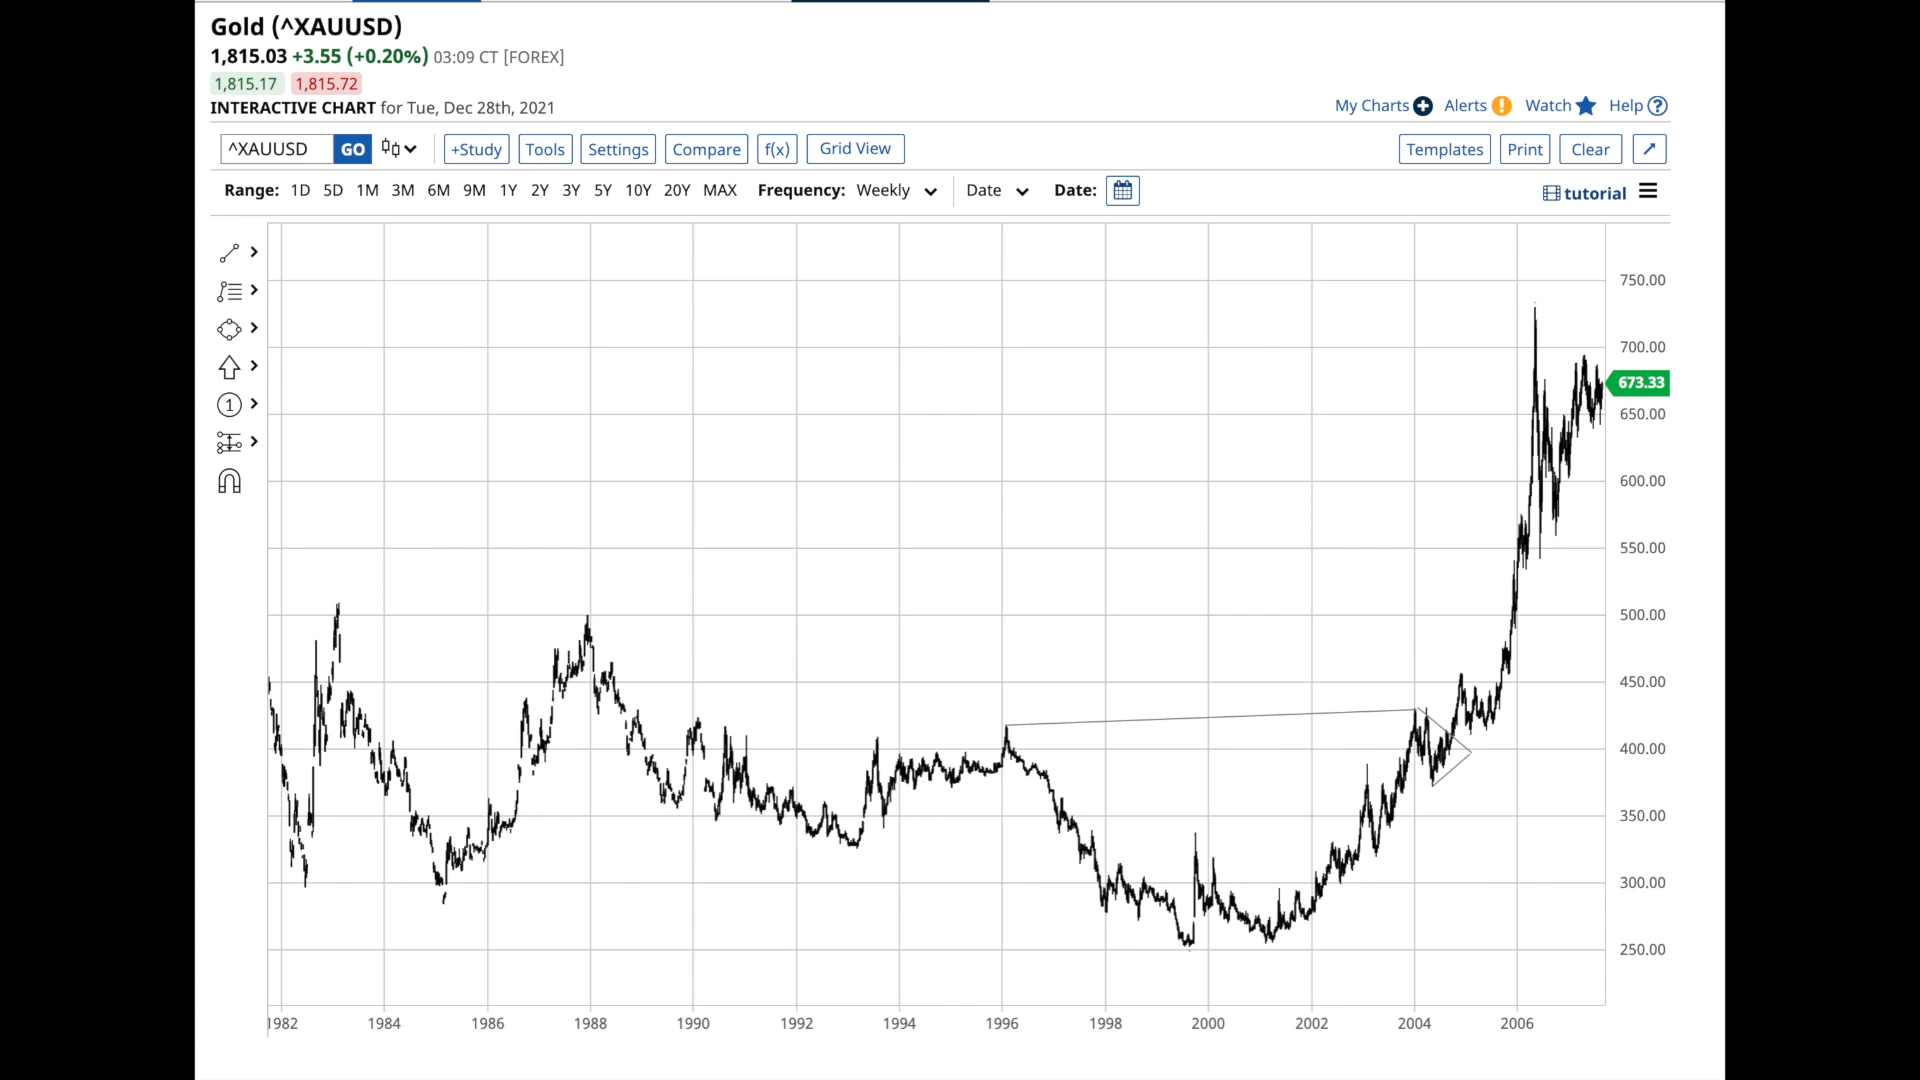 Gold (^XAUUSD)
1,815.03 +3.55 (+0.20%) 03:09 CT [FOREX]
1,815.17 1,815.72
INTERACTIVE CHART for Tue, Dec 28th, 2021
My Charts Alerts Watch Help
^XAUUSD GO +Study Tools Settings Compare f(x) Grid View Templates Print Clear
Range: 1D 5D 1M 3M 6M 9M 1Y 2Y 3Y 5Y 10Y 20Y MAX Frequency: Weekly Date Date: tutorial
750.00
700.00
673.33
650.00
600.00
550.00
500.00
450.00
400.00
350.00
300.00
250.00
1
1982 1984 1986 1988 1990 1992 1994 1996 1998 2000 2002 2004 2006